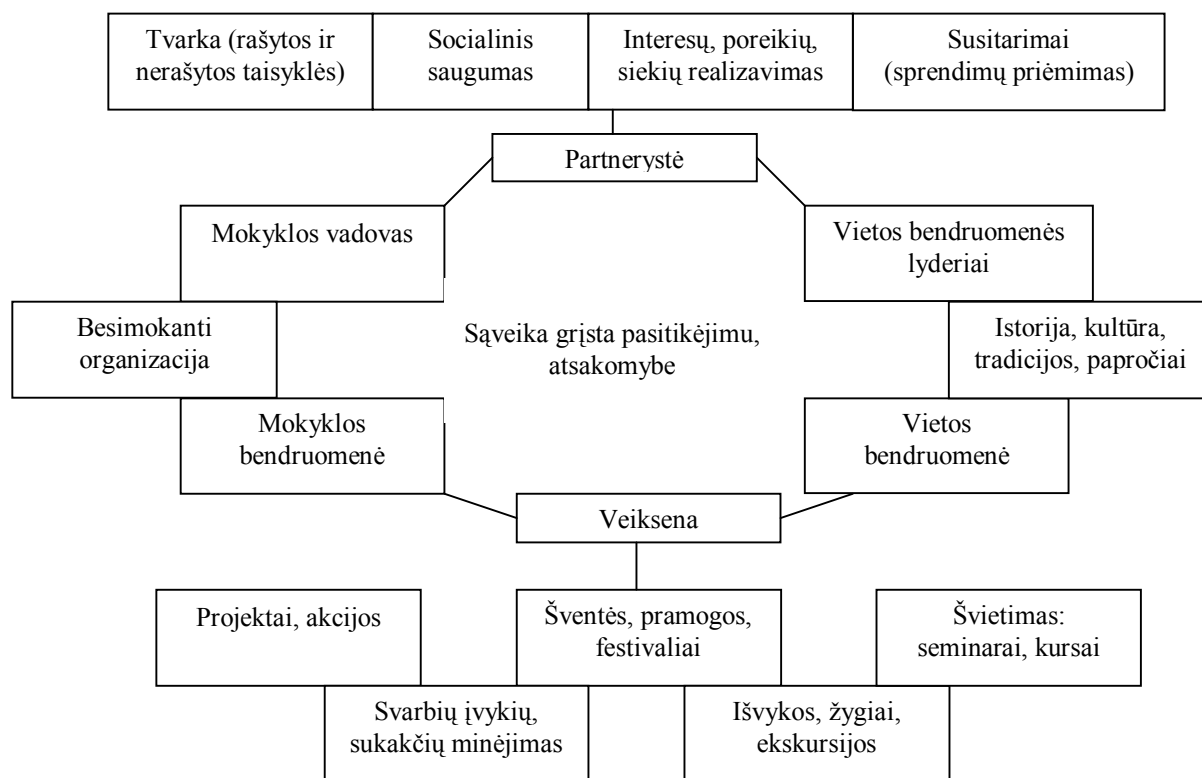 Tvarka (rašytos ir
nerašytos taisyklės)
Socialinis
saugumas
Interesų, poreikių,
siekių realizavimas
Susitarimai
(sprendimų priėmimas)
Partnerystė
Mokyklos vadovas
Vietos bendruomenės
lyderiai
Besimokanti
organizacija
Sąveika grįsta pasitikėjimu,
atsakomybe
Istorija, kultūra,
tradicijos, papročiai
Mokyklos
bendruomenė
Vietos
bendruomenė
Veiksena
Projektai, akcijos
Šventės, pramogos,
festivaliai
Švietimas:
seminarai, kursai
Svarbių įvykių,
sukakčių minėjimas
Išvykos, žygiai,
ekskursijos